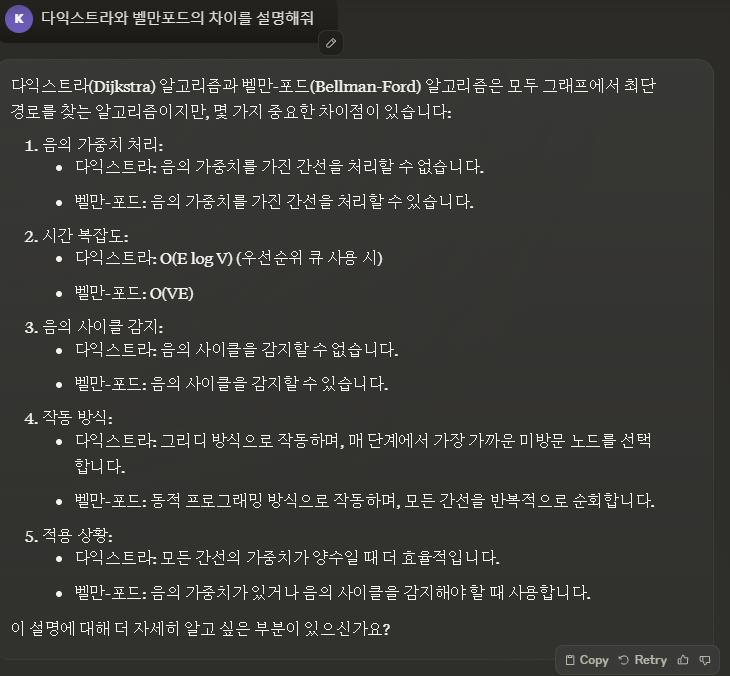 K 다익스트라와 벨만포드의 차이를 설명해줘
다익스트라(Dijkstra) 알고리즘과 벨만-포드(Bellman-Ford) 알고리즘은 모두 그래프에서 최단
경로를 찾는 알고리즘이지만, 몇 가지 중요한 차이점이 있습니다:
1. 음의 가중치 처리:
• 다익스트라: 음의 가중치를 가진 간선을 처리할 수 없습니다.
• 벨만-포드: 음의 가중치를 가진 간선을 처리할 수 있습니다.
2. 시간 복잡도:
• 다익스트라: O(E log V) (우선순위 큐 사용 시)
• 벨만-포드: O(VE)
3. 음의 사이클 감지:
• 다익스트라: 음의 사이클을 감지할 수 없습니다.
• 벨만-포드: 음의 사이클을 감지할 수 있습니다.
4. 작동 방식:
• 다익스트라: 그리디 방식으로 작동하며, 매 단계에서 가장 가까운 미방문 노드를 선택
합니다.
• 벨만-포드: 동적 프로그래밍 방식으로 작동하며, 모든 간선을 반복적으로 순회합니다.
5. 적용 상황:
• 다익스트라: 모든 간선의 가중치가 양수일 때 더 효율적입니다.
• 벨만-포드: 음의 가중치가 있거나 음의 사이클을 감지해야 할 때 사용합니다.
이 설명에 대해 더 자세히 알고 싶은 부분이 있으신가요?
Copy Retry